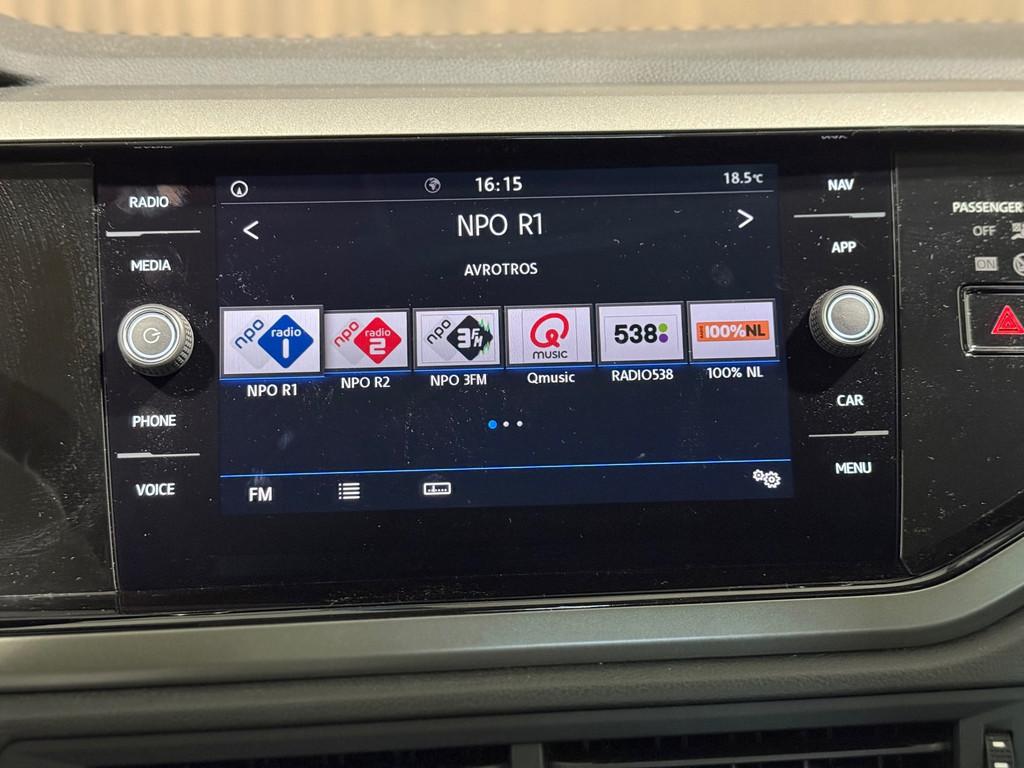 RADIO
MEDIA
PHONE
VOICE
16:15
18.5°C
NPO R1
AVROTROS
npo radio 1
npo radio 2
npo 3FM
Q MUSIC
538
100%NL
NPO R1
NPO R2
NPO 3FM
Qmusic
RADIO538
100% NL
FM
NAV
APP
CAR
MENU
PASSENGER
OFF
ON